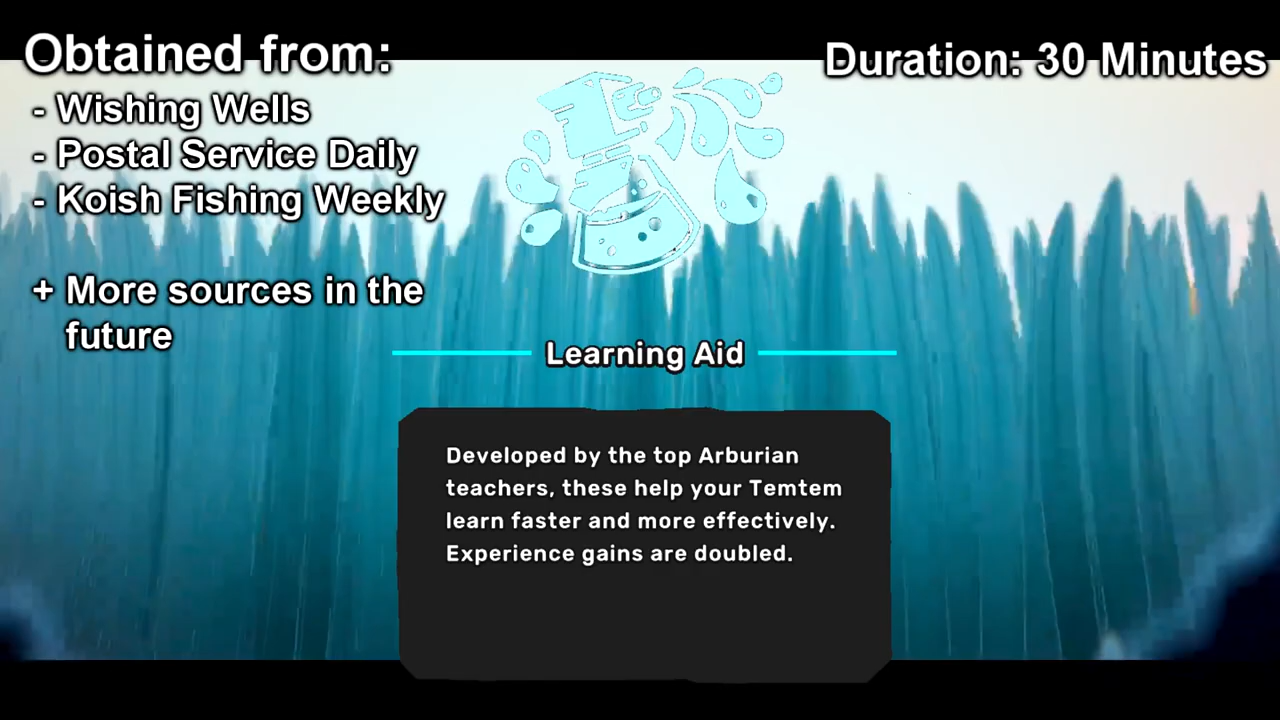 Obtained from:
- Wishing Wells
- Postal Service Daily
- Koish Fishing Weekly
+ More sources in the
future
Duration: 30 Minutes
Learning Aid
Developed by the top Arburian
teachers, these help your Temtem
learn faster and more effectively.
Experience gains are doubled.